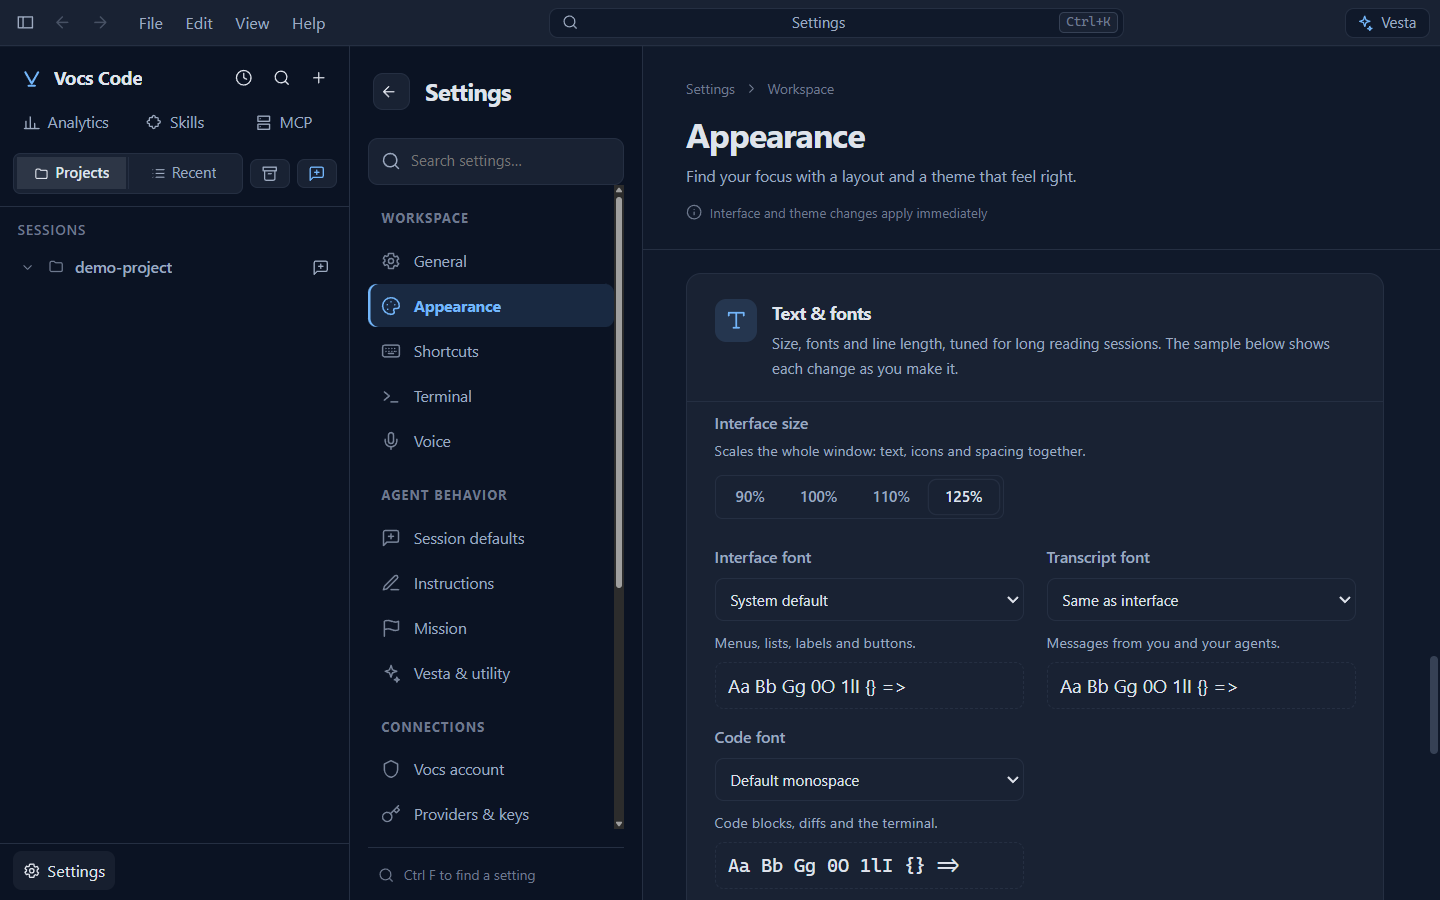 File Edit View Help
Settings
Ctrl+K
Vesta
Vocs Code
Analytics
Skills
MCP
Projects
Recent
SESSIONS
demo-project
Settings
Settings
Search settings...
WORKSPACE
General
Appearance
Shortcuts
Terminal
Voice
AGENT BEHAVIOR
Session defaults
Instructions
Mission
Vesta & utility
CONNECTIONS
Vocs account
Providers & keys
Ctrl F to find a setting
Settings > Workspace
Appearance
Find your focus with a layout and a theme that feel right.
Interface and theme changes apply immediately
Text & fonts
Size, fonts and line length, tuned for long reading sessions. The sample below shows
each change as you make it.
Interface size
Scales the whole window: text, icons and spacing together.
90% 100% 110% 125%
Interface font
System default
Menus, lists, labels and buttons.
Aa Bb Gg 0O 1lI {} =>
Transcript font
Same as interface
Messages from you and your agents.
Aa Bb Gg 0O 1lI {} =>
Code font
Default monospace
Code blocks, diffs and the terminal.
Aa Bb Gg 0O 1lI {} =>